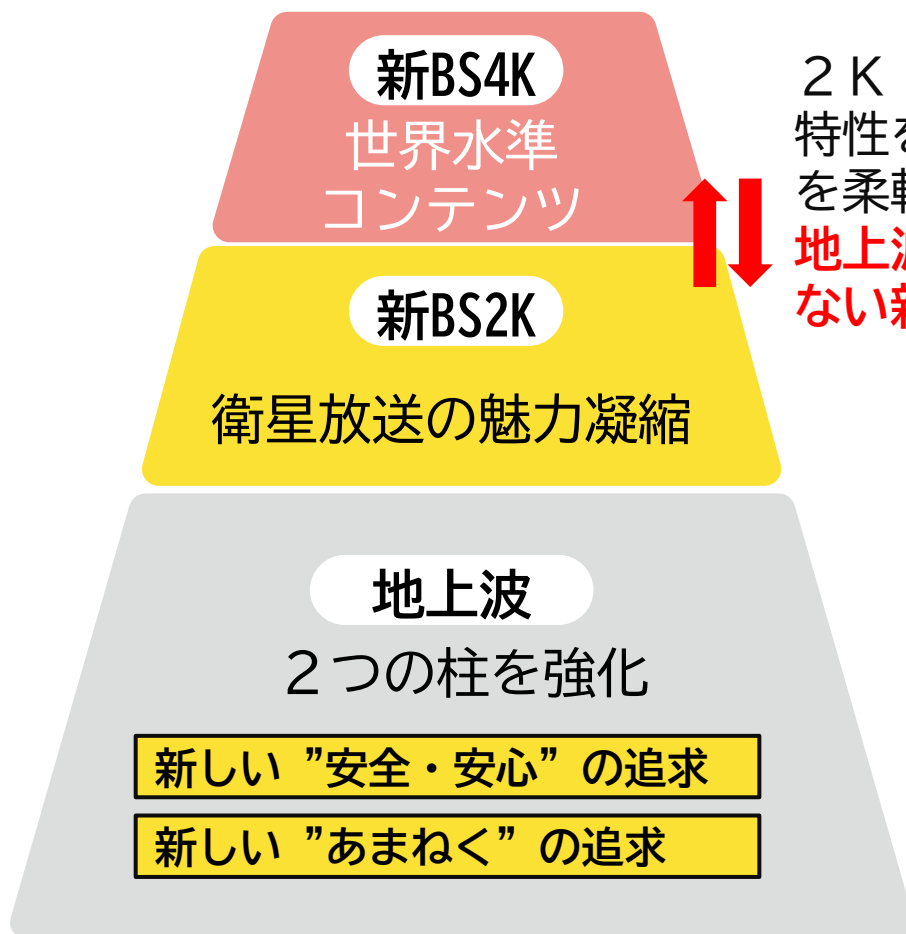 新BS4K
世界水準
コンテンツ
２Ｋ
特性を
を柔軟
地上波
ない新
新BS2K
衛星放送の魅力凝縮
地上波
２つの柱を強化
新しい ”安全・安心” の追求
新しい ”あまねく” の追求